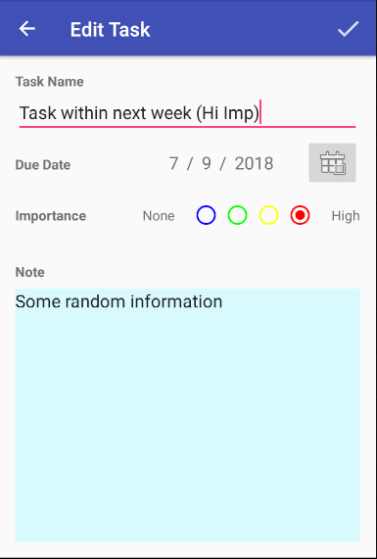 Edit Task
Task Name
Task within next week (Hi Imp)
Due Date 7 / 9 / 2018
Importance None High
Note
Some random information